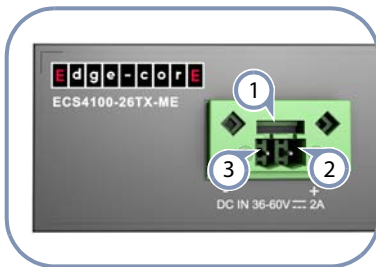 Edge-corE
ECS4100-26TX-ME
1
3
2
- +
DC IN 36-60V⎓ 2A